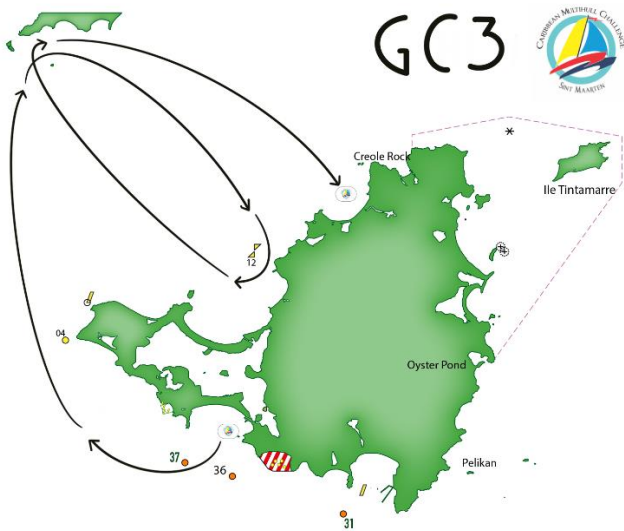 GC3
CARIBBEAN MULTIHULL CHALLENGE
SINT MAARTEN
Creole Rock
Ile Tintamarre
12
04
Oyster Pond
37
36
Pelikan
31